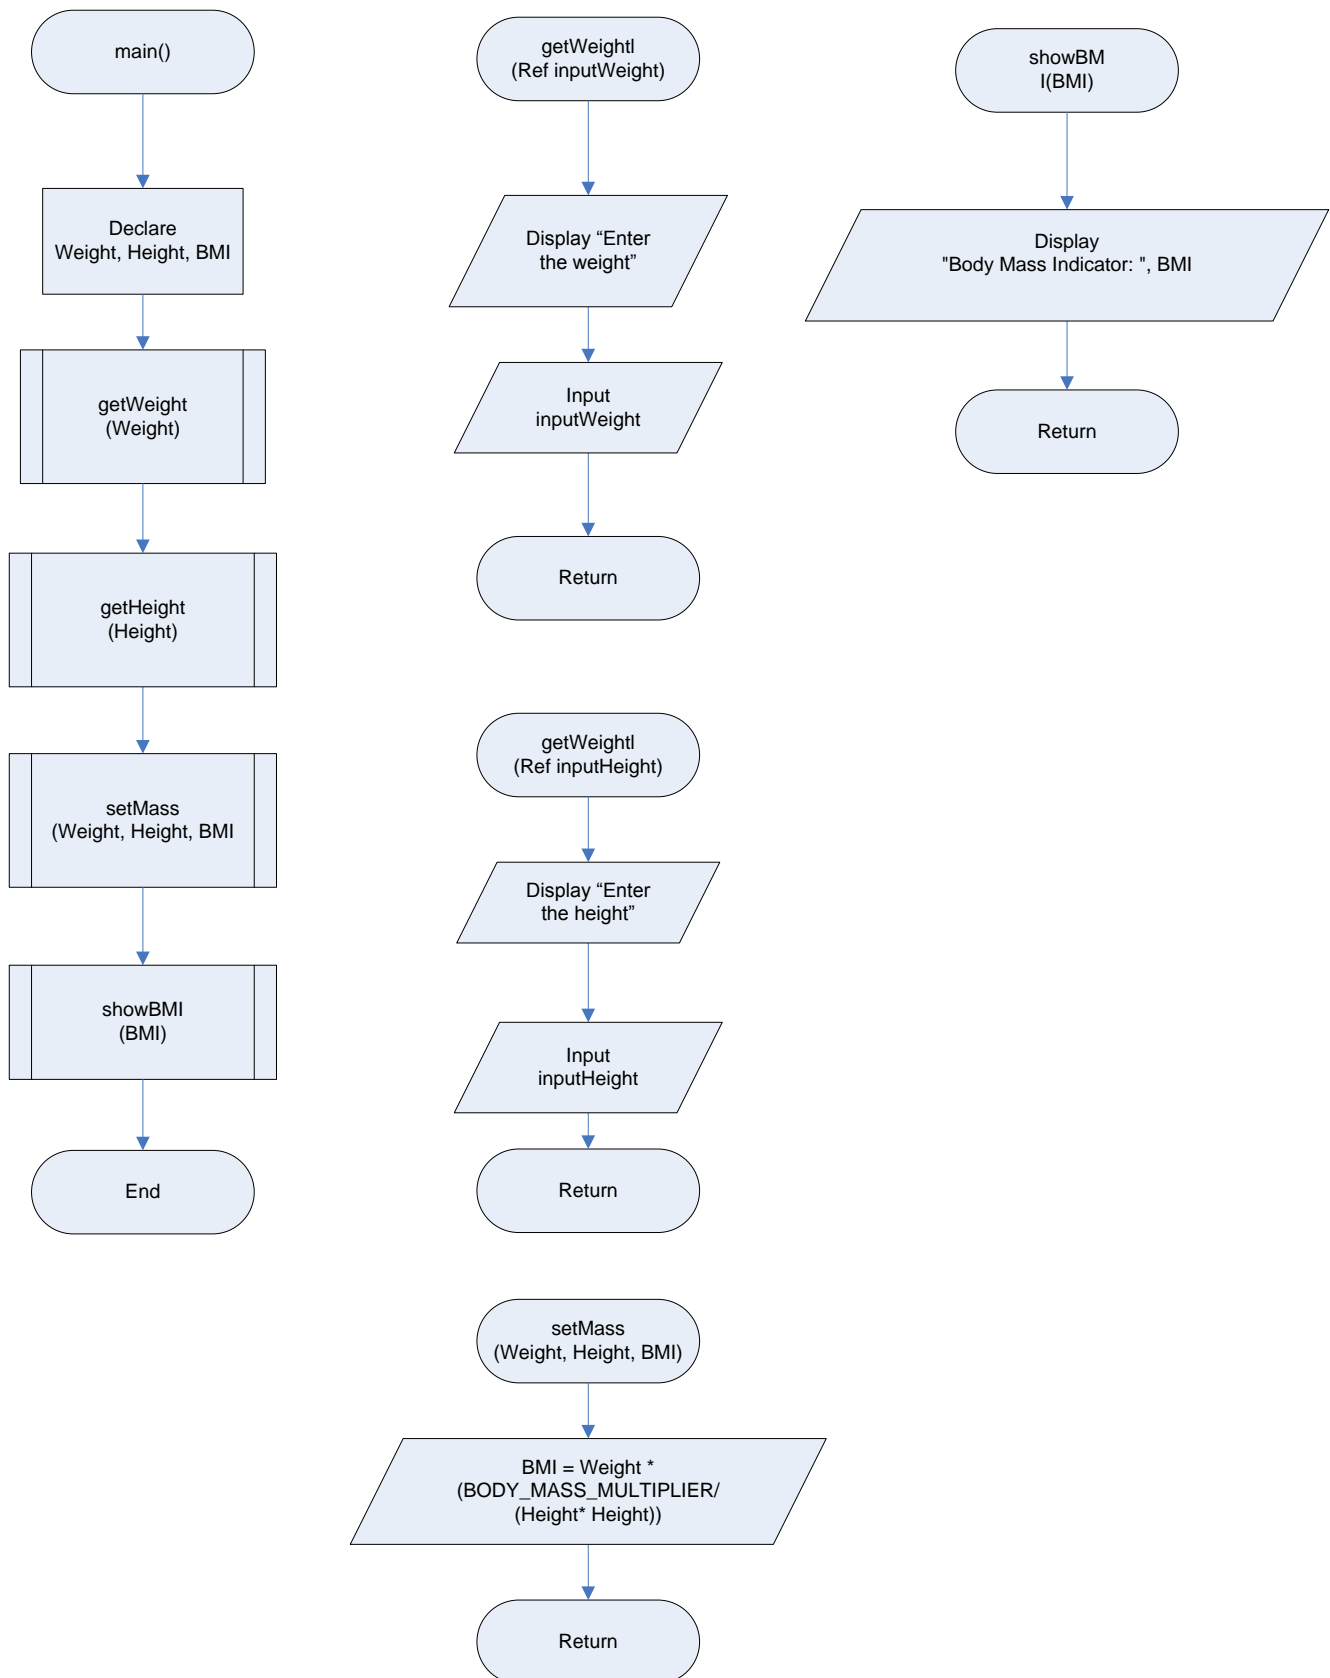 main()
Declare
Weight, Height, BMI
getWeight
(Weight)
getHeight
(Height)
setMass
(Weight, Height, BMI
showBMI
(BMI)
End
getWeightI
(Ref inputWeight)
Display “Enter
the weight”
Input
inputWeight
Return
getWeightI
(Ref inputHeight)
Display “Enter
the height”
Input
inputHeight
Return
setMass
(Weight, Height, BMI)
BMI = Weight *
(BODY_MASS_MULTIPLIER/
(Height* Height))
Return
showBM
I(BMI)
Display
"Body Mass Indicator: ", BMI
Return